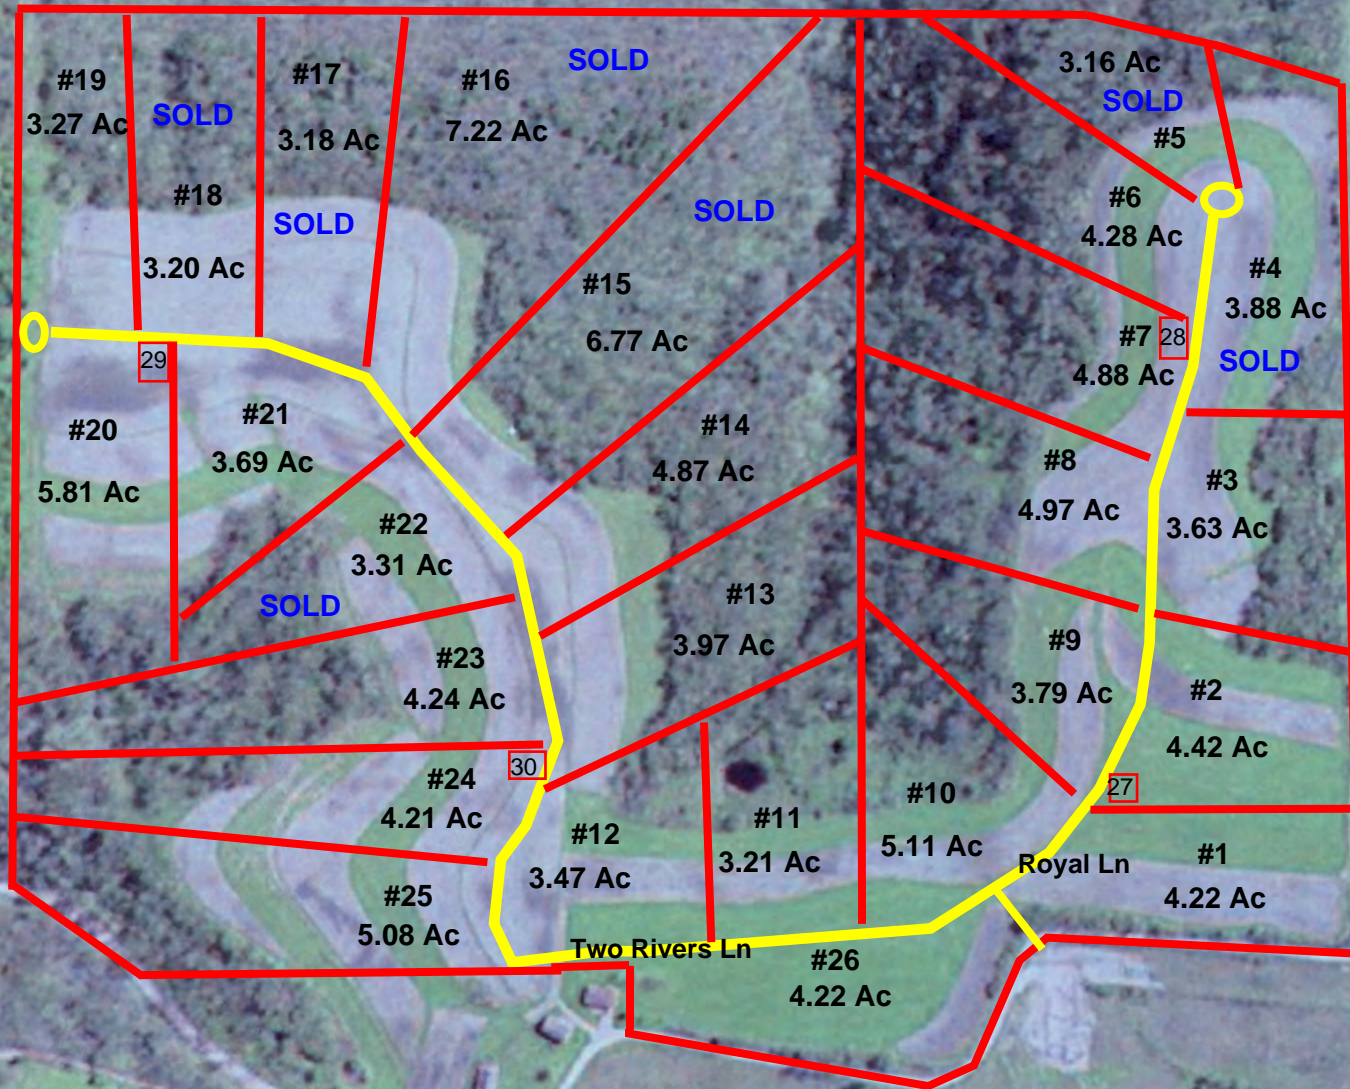 #19
3.27 Ac
SOLD
#18
3.20 Ac
#17
3.18 Ac
SOLD
#16
7.22 Ac
SOLD
SOLD
#15
6.77 Ac
#14
4.87 Ac
#13
3.97 Ac
3.16 Ac
SOLD
#5
#6
4.28 Ac
#4
3.88 Ac
SOLD
#7
28
4.88 Ac
#8
4.97 Ac
#3
3.63 Ac
29
#20
5.81 Ac
#21
3.69 Ac
#22
3.31 Ac
SOLD
#23
4.24 Ac
30
#24
4.21 Ac
#25
5.08 Ac
#12
3.47 Ac
#11
3.21 Ac
#10
5.11 Ac
#9
3.79 Ac
#2
4.42 Ac
27
#1
4.22 Ac
Royal Ln
Two Rivers Ln
#26
4.22 Ac